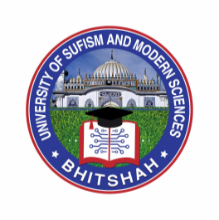 UNIVERSITY OF SUFISM AND MODERN SCIENCES
BHITSHAH